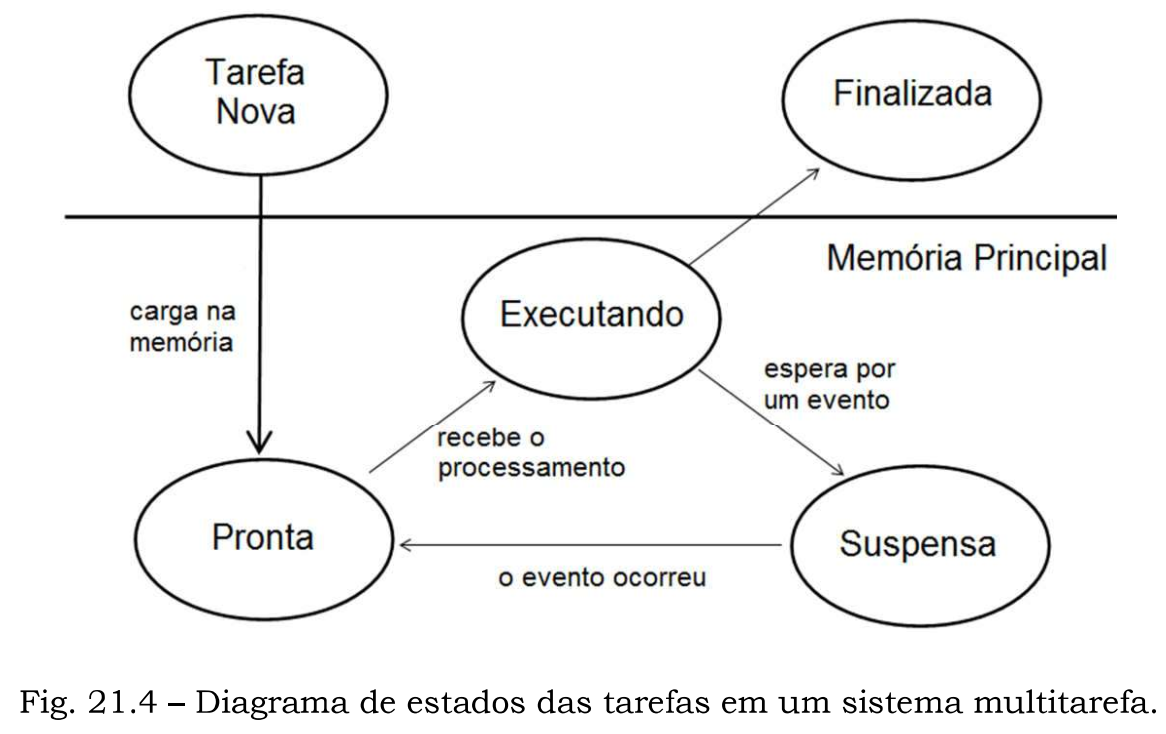 Tarefa
Nova
Finalizada
Memória Principal
carga na
memória
Executando
espera por
um evento
recebe o
processamento
Pronta
Suspensa
o evento ocorreu
Fig. 21.4 – Diagrama de estados das tarefas em um sistema multitarefa.